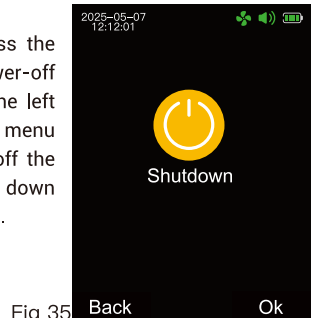 ss the
ver-off
he left
menu
off the
down
.
Fig 35
2025-05-07
12:12:01
Shutdown
Back
Ok